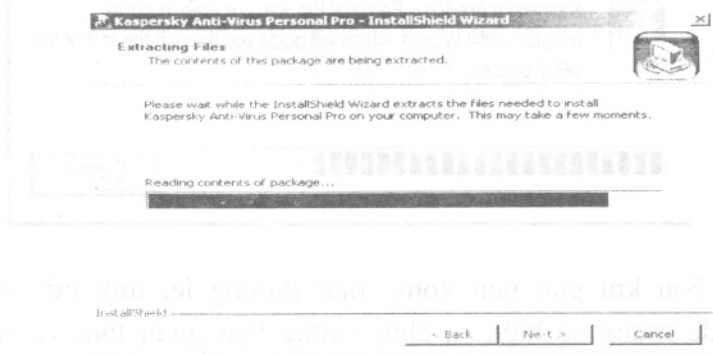 Kaspersky Anti-Virus Personal Pro - InstallShield Wizard
Extracting Files
The contents of this package are being extracted.
Please wait while the InstallShield Wizard extracts the files needed to install
Kaspersky Anti-Virus Personal Pro on your computer. This may take a few moments.
Reading contents of package...
InstallShield
< Back Next > Cancel